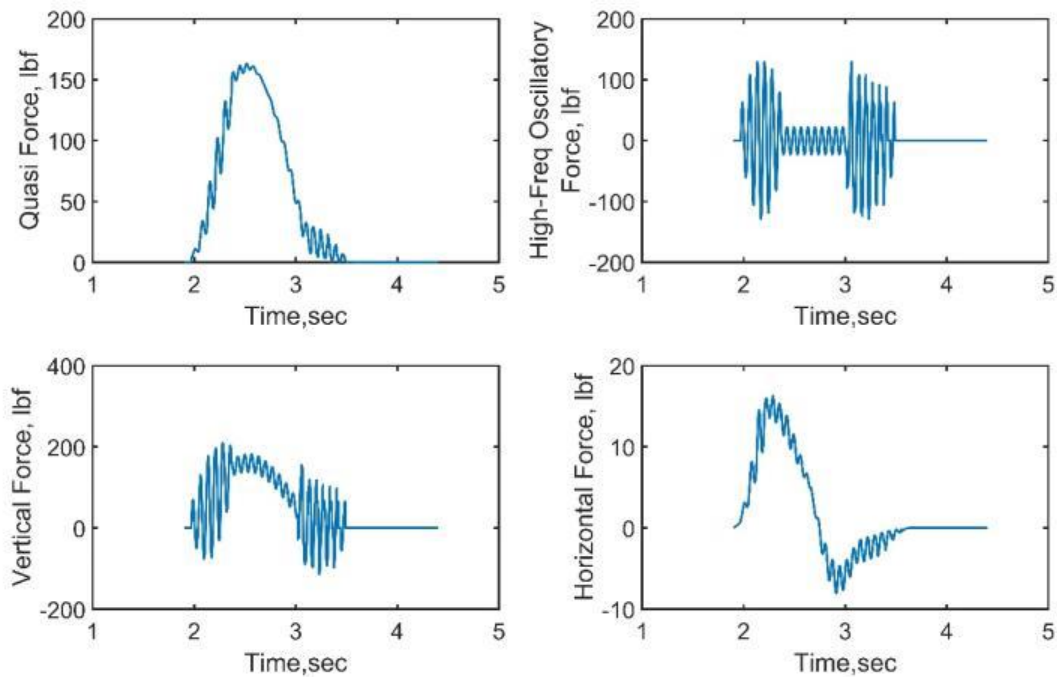 200
150
100
50
0
Quasi Force, lbf
1 2 3 4 5
Time,sec
200
100
0
-100
-200
High-Freq Oscillatory
Force, lbf
1 2 3 4 5
Time,sec
400
200
0
-200
Vertical Force, lbf
1 2 3 4 5
Time,sec
20
10
0
-10
Horizontal Force, lbf
1 2 3 4 5
Time,sec